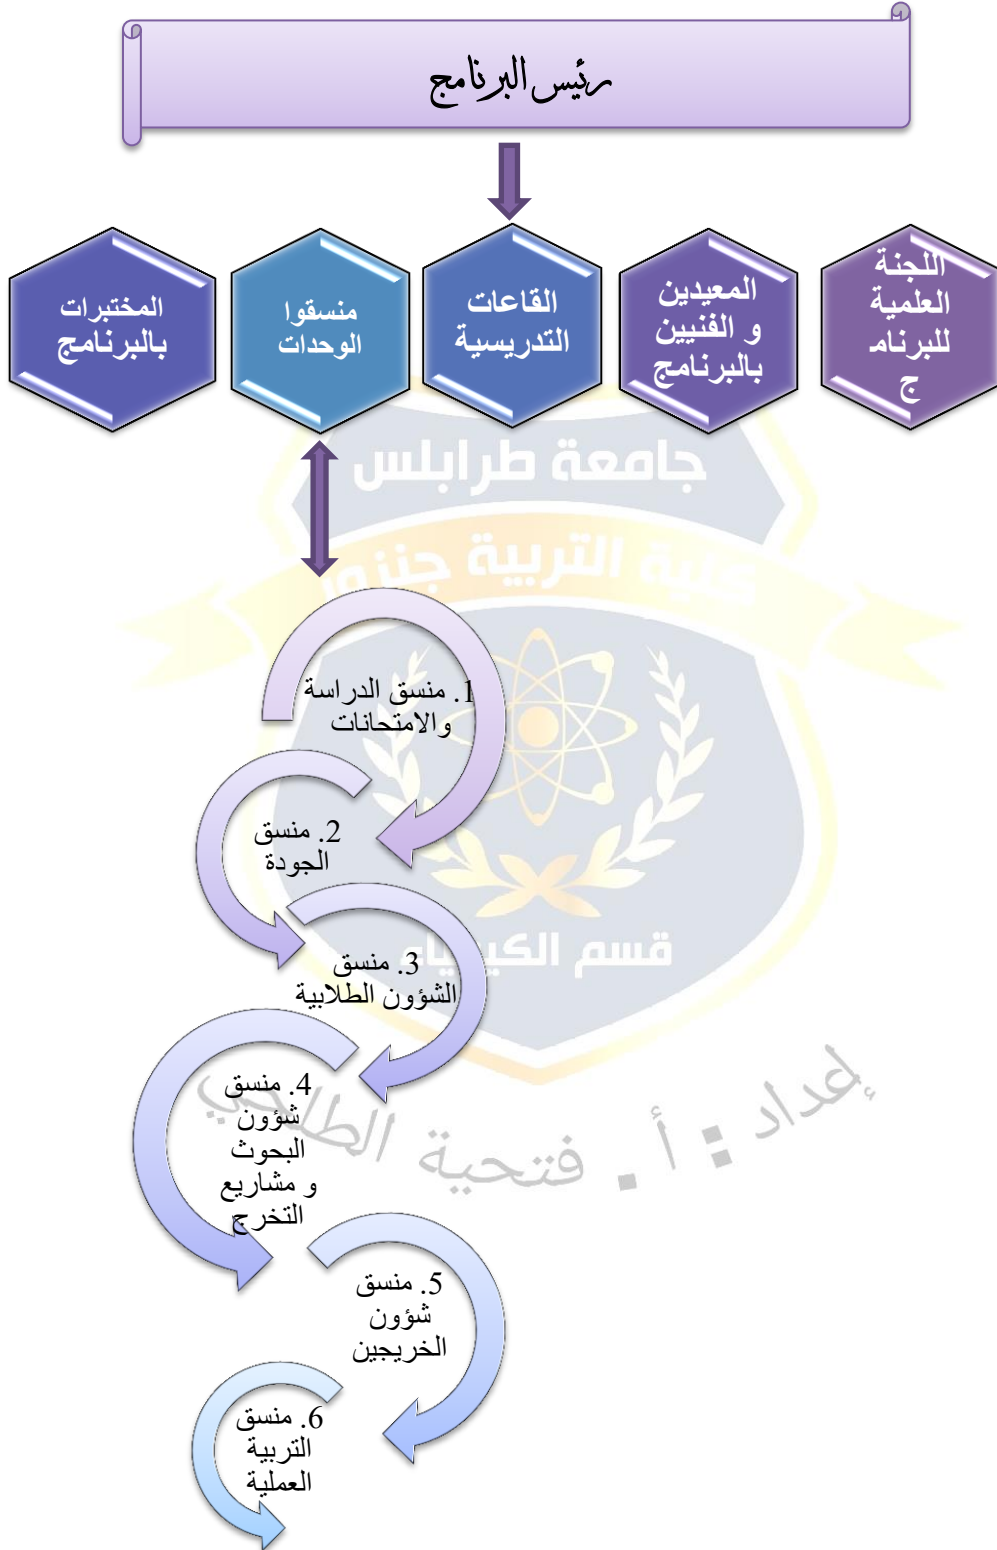 رئيس البرنامج
اللجنة
العلمية
للبرنام
ج
المعيدين
و الفنيين
بالبرنامج
القاعات
التدريسية
منسقوا
الوحدات
المختبرات
بالبرنامج
جامعة طرابلس
كلية التربية جنزور
1. منسق الدراسة
والامتحانات
2. منسق
الجودة
3. منسق
الشؤون الطلابية
قسم الكيمياء
4. منسق
شؤون
البحوث
و مشاريع
التخرج
إعداد : أ . فتحية الطلحي
5. منسق
شؤون
الخريجين
6. منسق
التربية
العملية